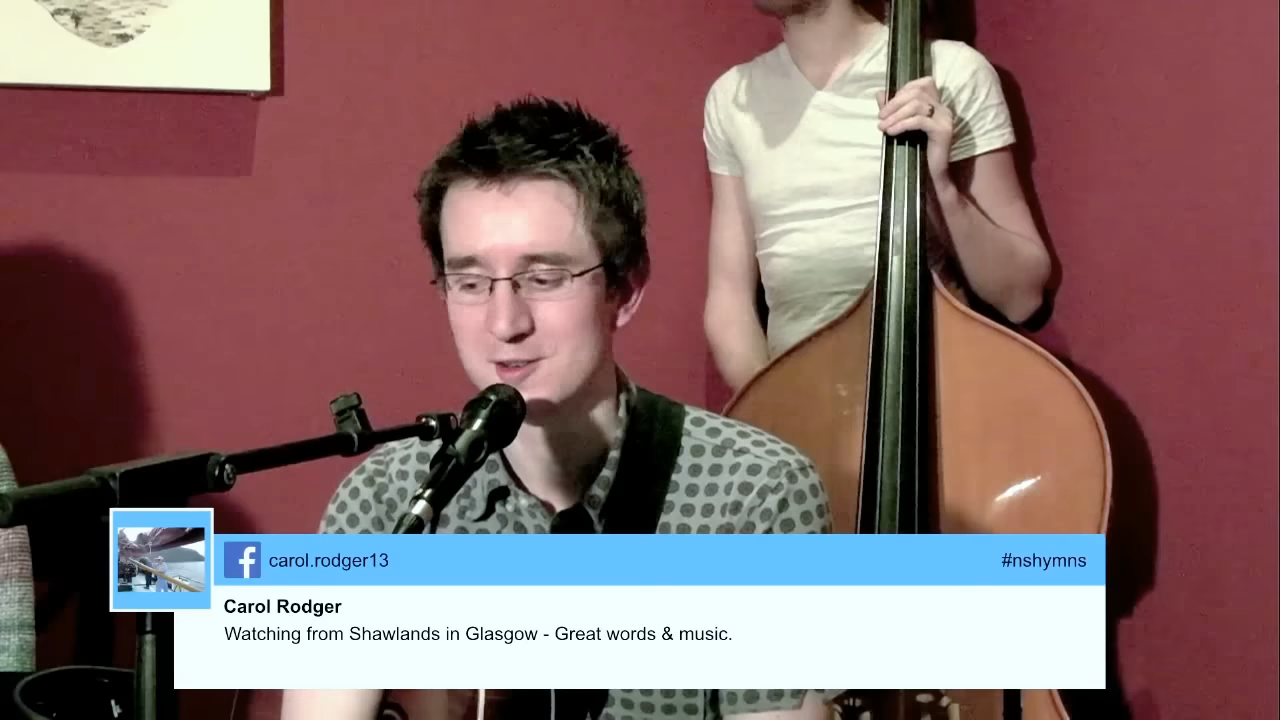 carol.rodger13
#nshymns
Carol Rodger
Watching from Shawlands in Glasgow - Great words & music.